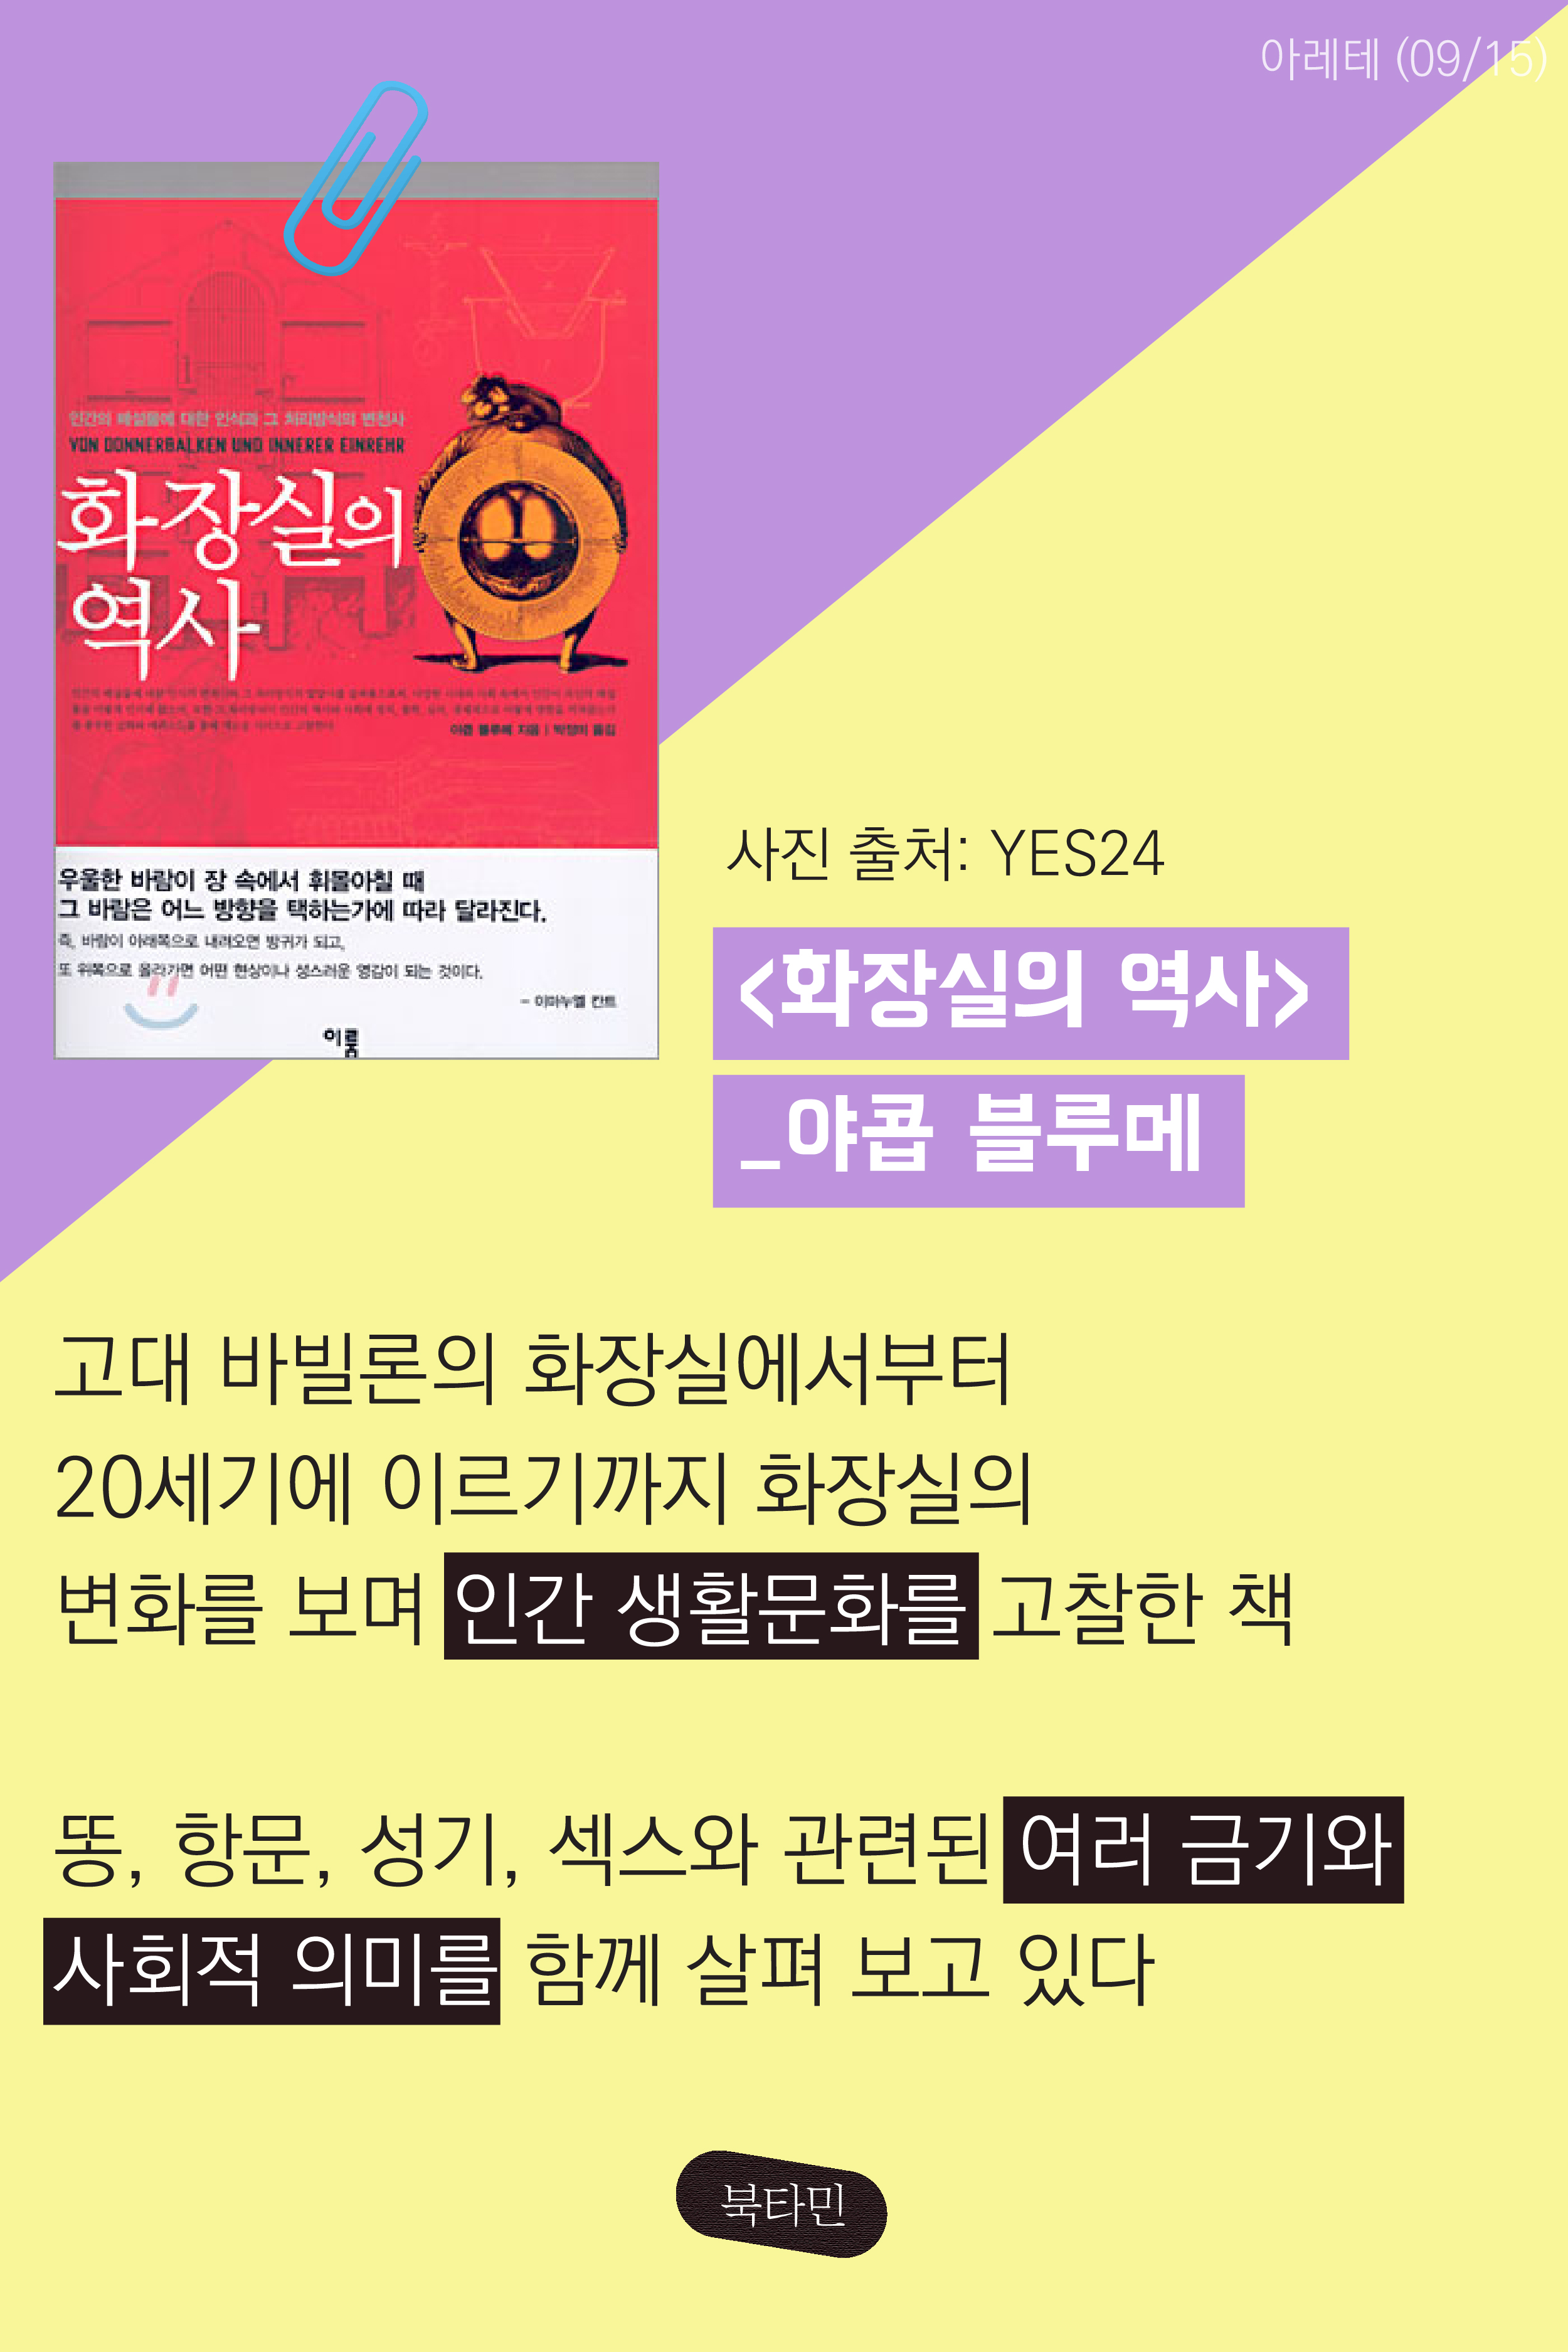 아레테 (09/15)
인간의 배설물에 대한 인식과 그 처리방식의 변천사
VON DONNERBALKEN UND INNERER EINKEHR
화장실의
역사
야콥 블루메 지음 | 박정미 옮김
우울한 바람이 장 속에서 휘몰아칠 때
그 바람은 어느 방향을 택하는가에 따라 달라진다.
즉, 바람이 아래쪽으로 내려오면 방귀가 되고,
또 위쪽으로 올라가면 어떤 현상이나 성스러운 영감이 되는 것이다.
- 이마누엘 칸트
이룸
사진 출처: YES24
<화장실의 역사>
_야콥 블루메
고대 바빌론의 화장실에서부터
20세기에 이르기까지 화장실의
변화를 보며 인간 생활문화를 고찰한 책
똥, 항문, 성기, 섹스와 관련된 여러 금기와
사회적 의미를 함께 살펴 보고 있다
북타민